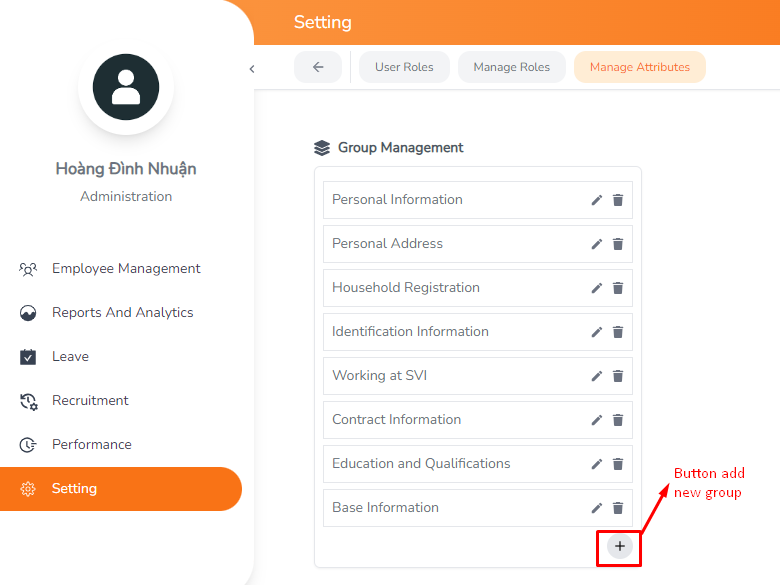 Setting
User Roles
Manage Roles
Manage Attributes
Hoàng Đình Nhuận
Administration
Employee Management
Reports And Analytics
Leave
Recruitment
Performance
Setting
Group Management
Personal Information
Personal Address
Household Registration
Identification Information
Working at SVI
Contract Information
Education and Qualifications
Base Information
Button add
new group